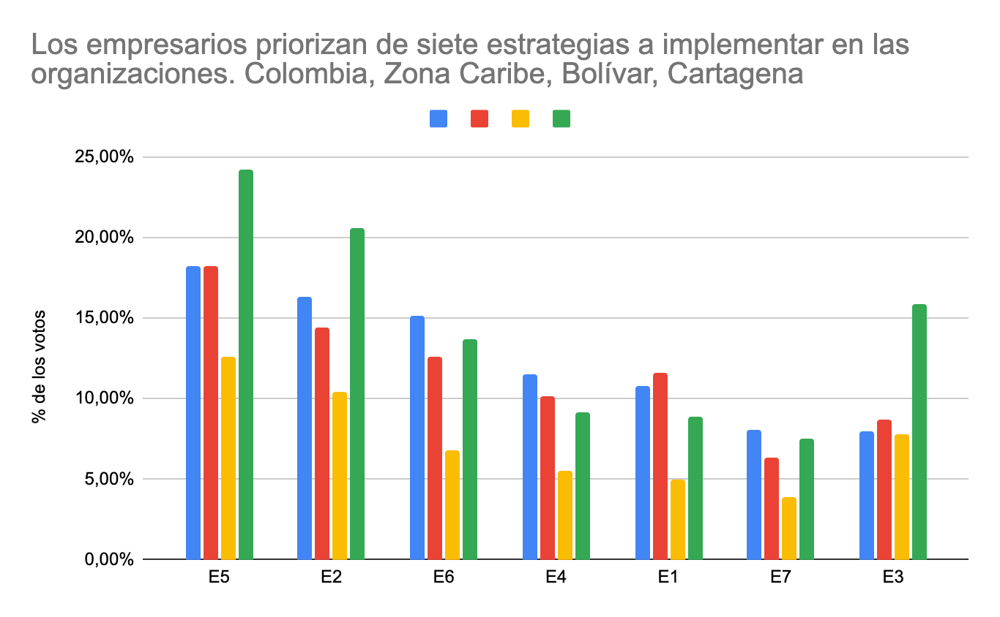 Los empresarios priorizan de siete estrategias a implementar en las
organizaciones. Colombia, Zona Caribe, Bolívar, Cartagena
25,00%
20,00%
15,00%
10,00%
5,00%
0,00%
% de los votos
E5
E2
E6
E4
E1
E7
E3